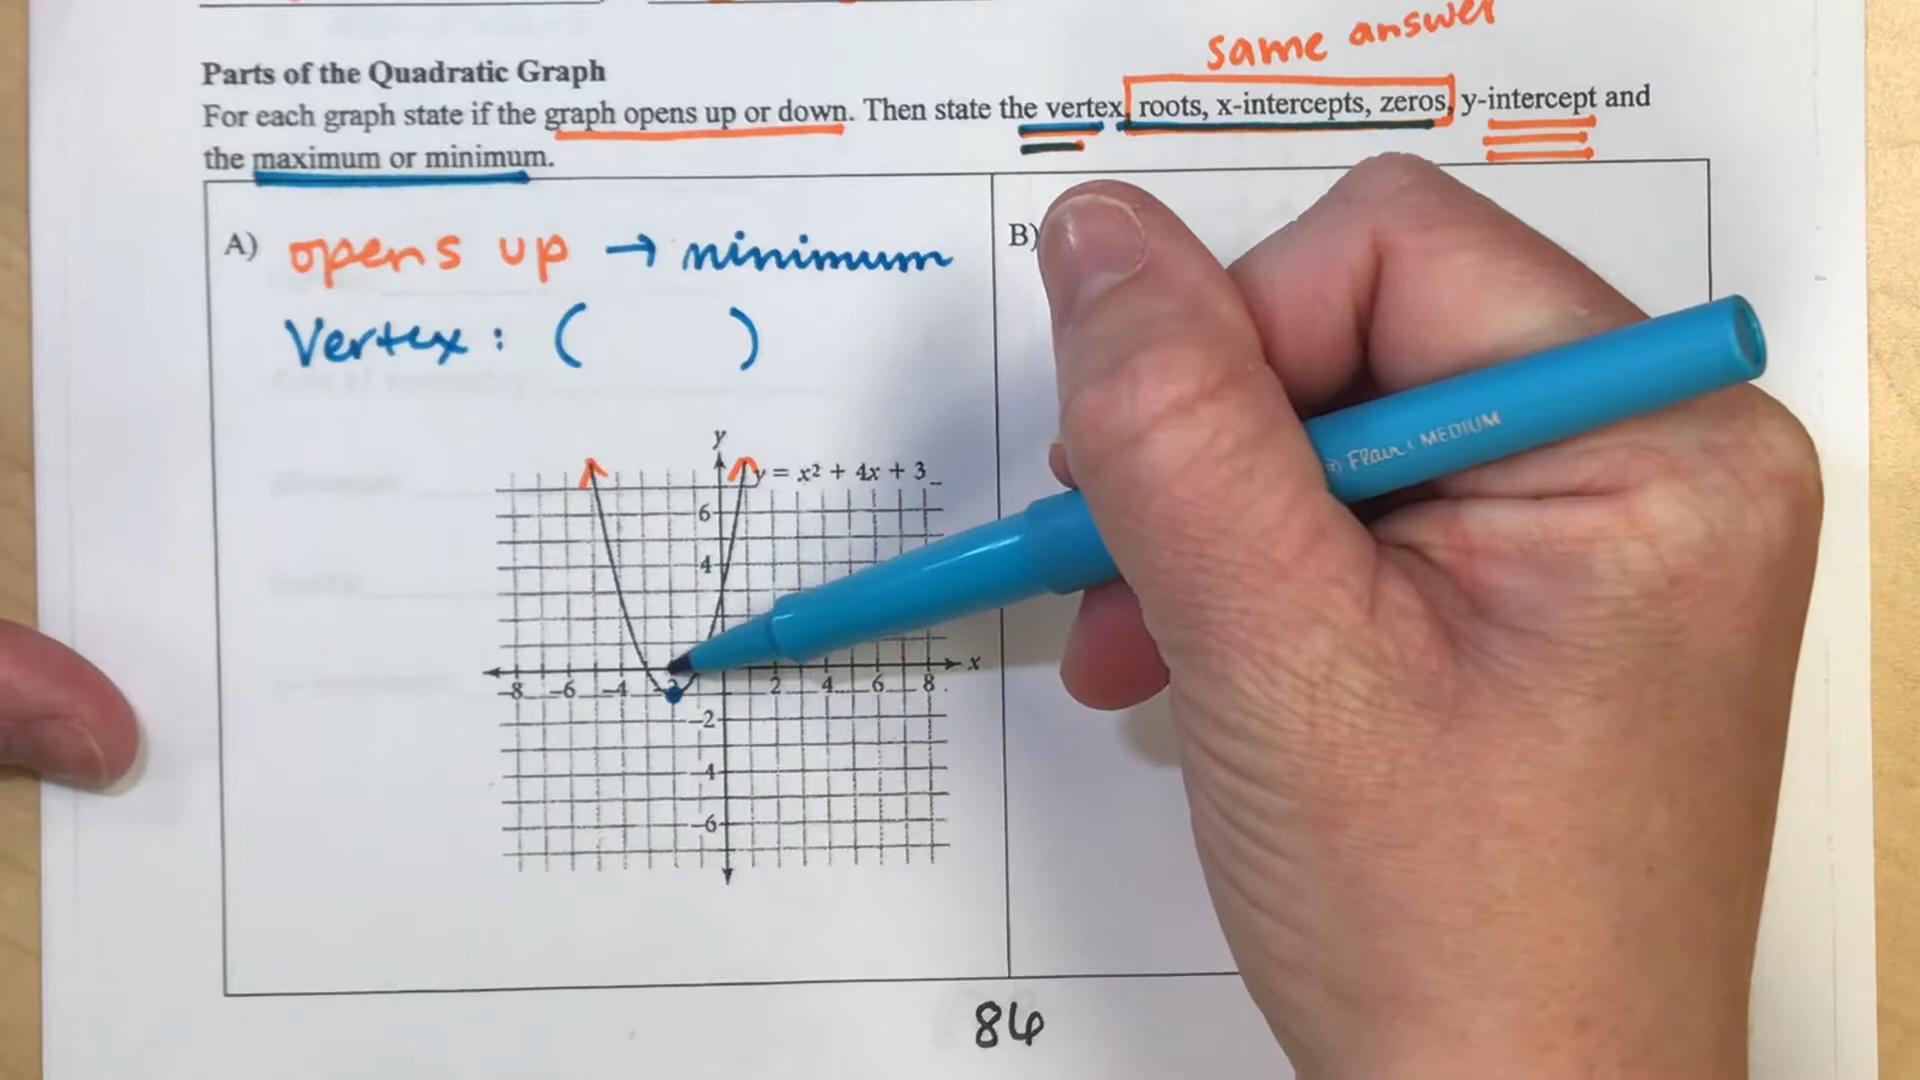 same answer
Parts of the Quadratic Graph
For each graph state if the graph opens up or down. Then state the vertex, roots, x-intercepts, zeros, y-intercept and
the maximum or minimum.
A) opens up → minimum
B)
Vertex : ( )
y
y = x² + 4x + 3
6
4
x
-8 -6 -4 -2 2 4 6 8
-2
-4
-6
Flair MEDIUM
84